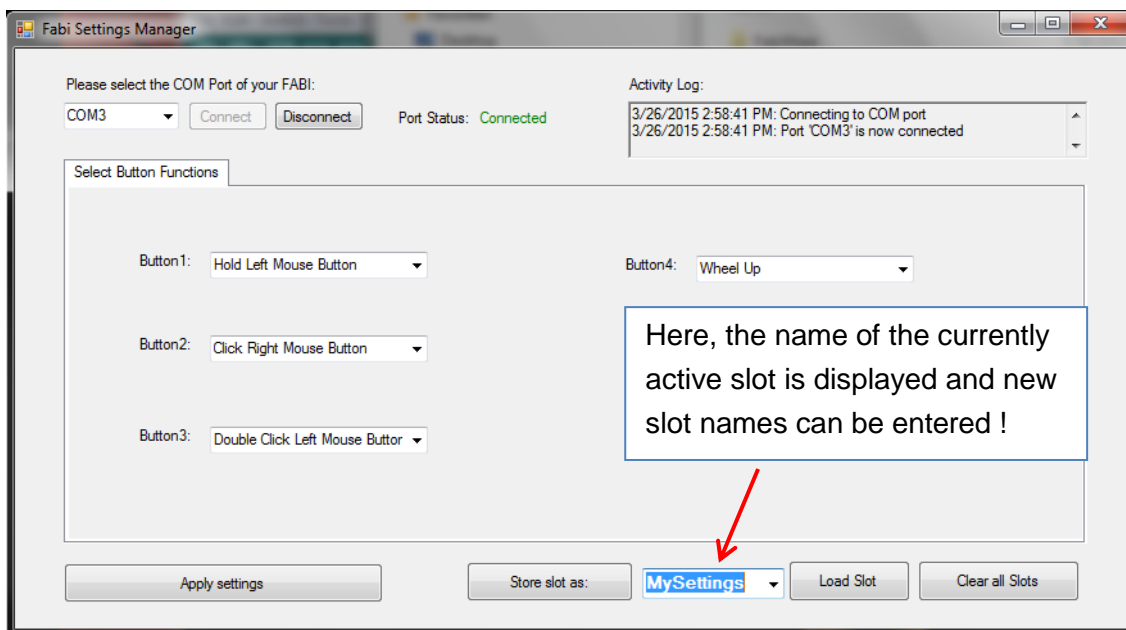 Fabi Settings Manager
Please select the COM Port of your FABI:
Activity Log:
COM3
Connect
Disconnect
Port Status: Connected
3/26/2015 2:58:41 PM: Connecting to COM port
3/26/2015 2:58:41 PM: Port 'COM3' is now connected
Select Button Functions
Button1: Hold Left Mouse Button
Button4: Wheel Up
Button2: Click Right Mouse Button
Button3: Double Click Left Mouse Buttor
Here, the name of the currently
active slot is displayed and new
slot names can be entered !
Apply settings
Store slot as:
MySettings
Load Slot
Clear all Slots